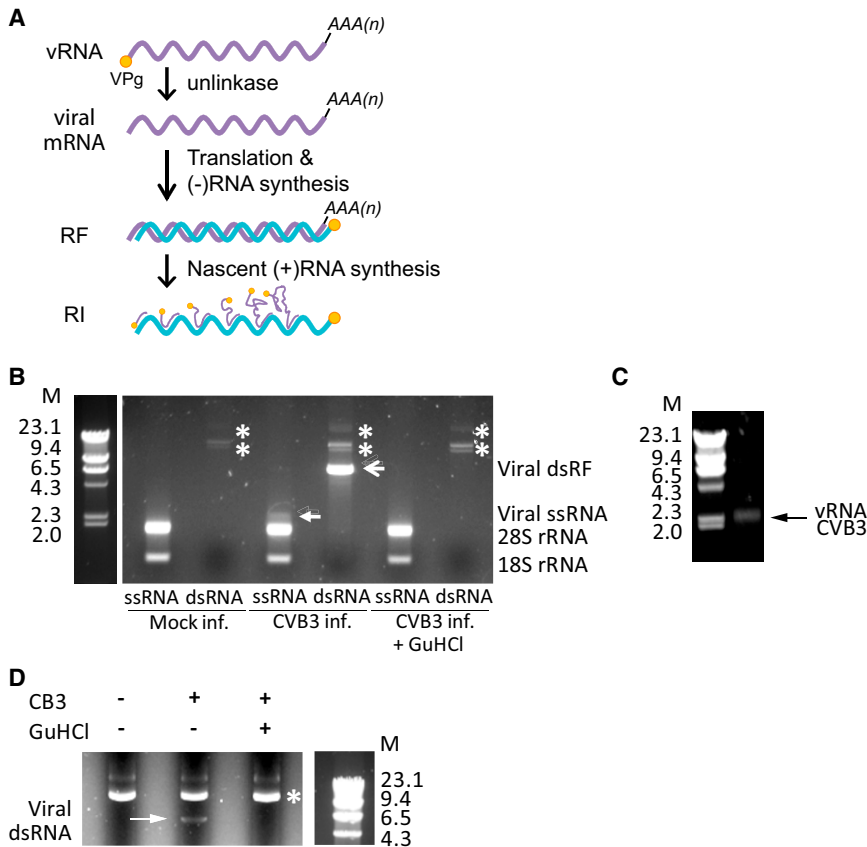 A
vRNA
AAA(n)
VPg
unlinkase
viral
mRNA
AAA(n)
Translation &
(-)RNA synthesis
RF
AAA(n)
Nascent (+)RNA synthesis
RI
B
M
23.1
9.4
6.5
4.3
2.3
2.0
*
*
*
*
*
*
Viral dsRF
Viral ssRNA
28S rRNA
18S rRNA
ssRNA dsRNA ssRNA dsRNA ssRNA dsRNA
Mock inf. CVB3 inf. CVB3 inf.
+ GuHCl
C
M
23.1
9.4
6.5
4.3
2.3
2.0
vRNA
CVB3
D
CB3 - + +
GuHCl - - +
M
Viral
dsRNA
*
23.1
9.4
6.5
4.3